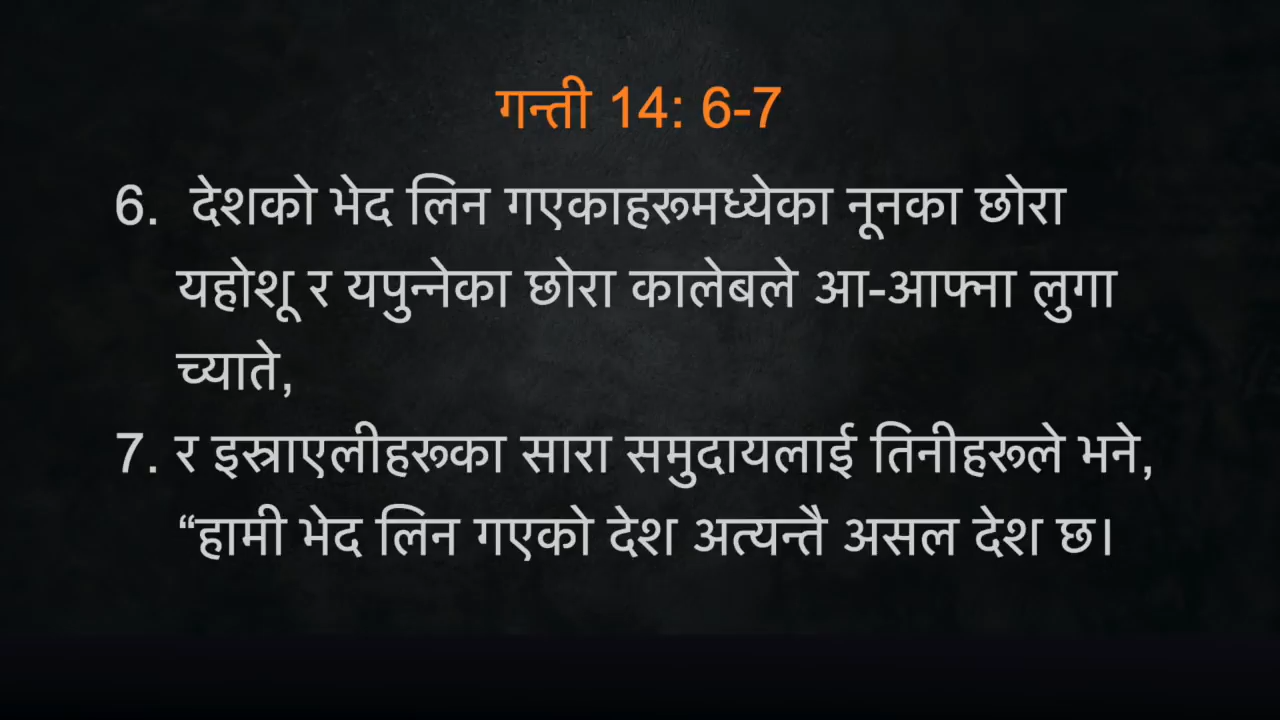 गन्ती 14: 6-7
6. देशको भेद लिन गएकाहरूमध्येका नूनका छोरा
यहोशू र यपुन्नेका छोरा कालेबले आ-आफ्ना लुगा
च्याते,
7. र इस्राएलीहरूका सारा समुदायलाई तिनीहरूले भने,
“हामी भेद लिन गएको देश अत्यन्तै असल देश छ।